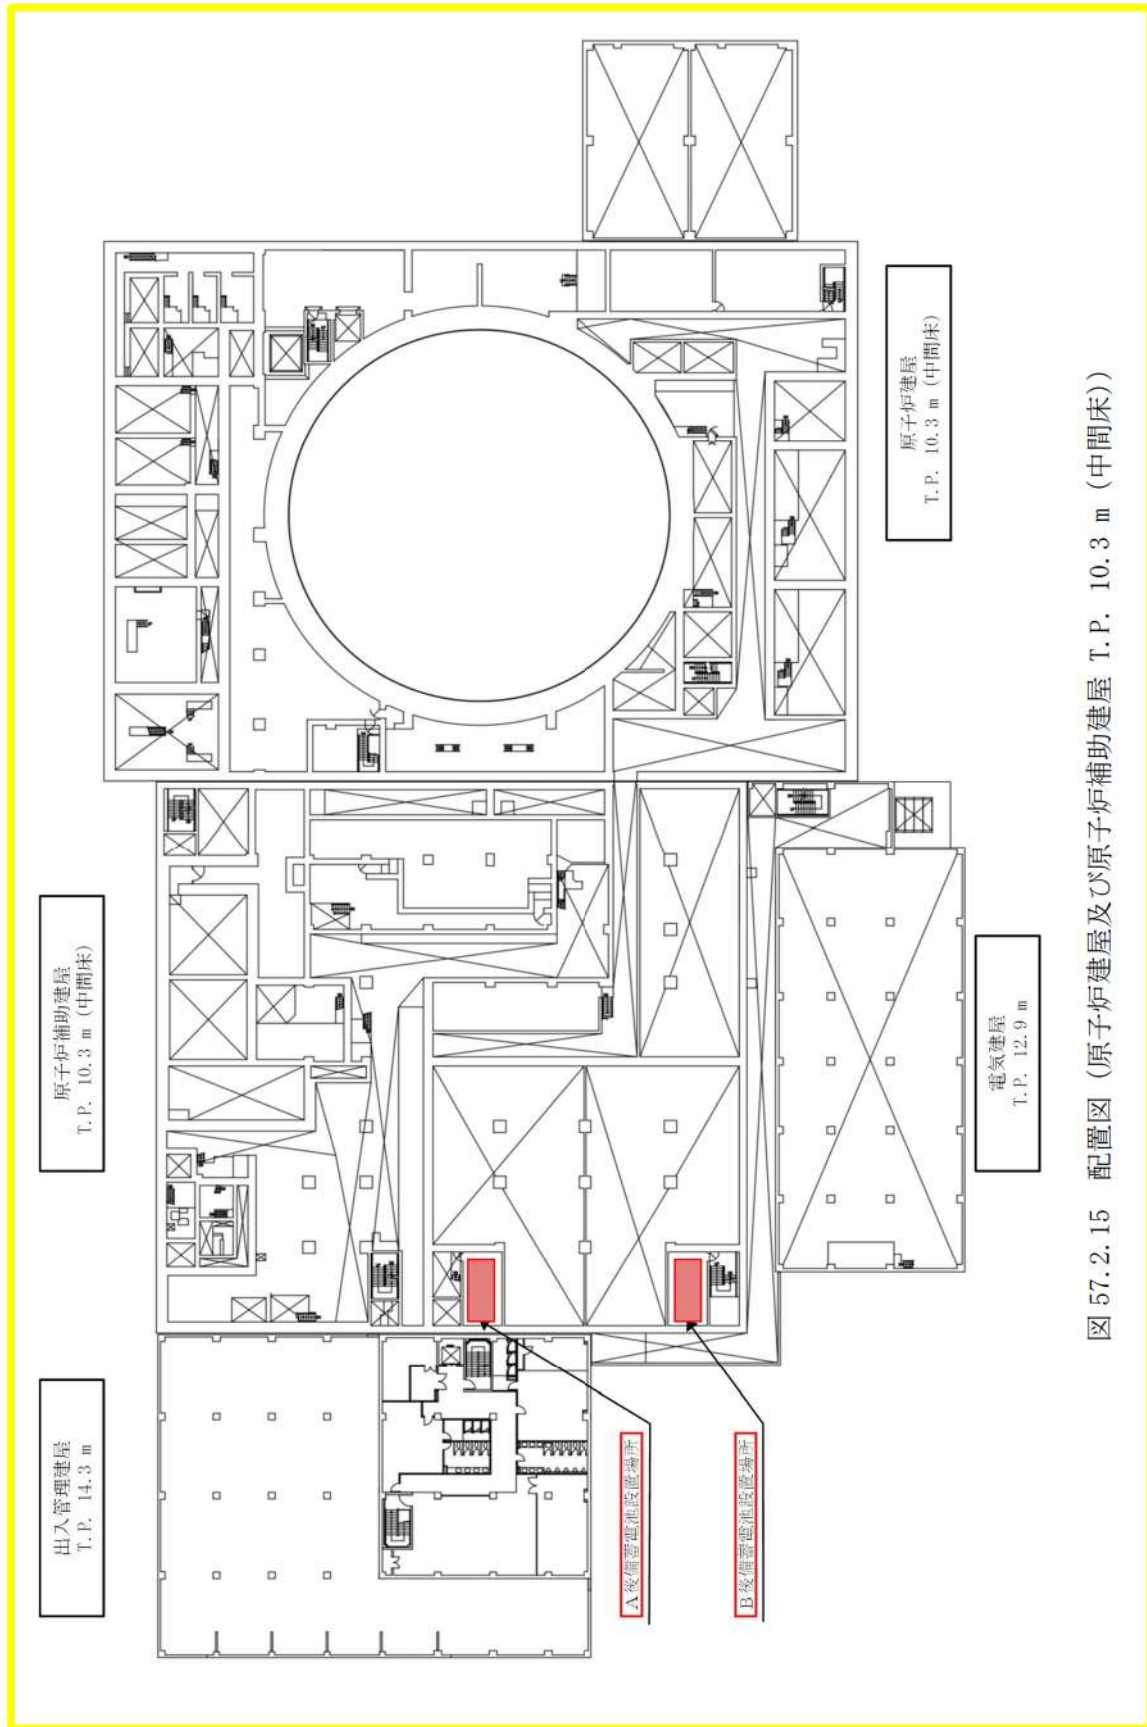 出入管理建屋
T.P. 14.3 m
原子炉補助建屋
T.P. 10.3 m (中間床)
原子炉建屋
T.P. 10.3 m (中間床)
電気建屋
T.P. 12.9 m
A後備蓄電池設置場所
B後備蓄電池設置場所
図 57.2.15 配置図 (原子炉建屋及び原子炉補助建屋 T.P. 10.3 m (中間床))